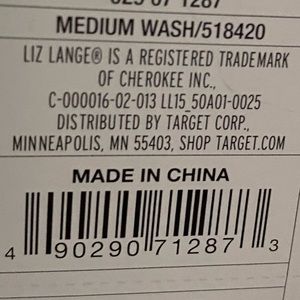 MEDIUM WASH/518420
LIZ LANGE® IS A REGISTERED TRADEMARK
OF CHEROKEE INC.,
C-000016-02-013 LL15_50A01-0025
DISTRIBUTED BY TARGET CORP.,
MINNEAPOLIS, MN 55403, SHOP TARGET.COM
MADE IN CHINA
4 90290 71287 3